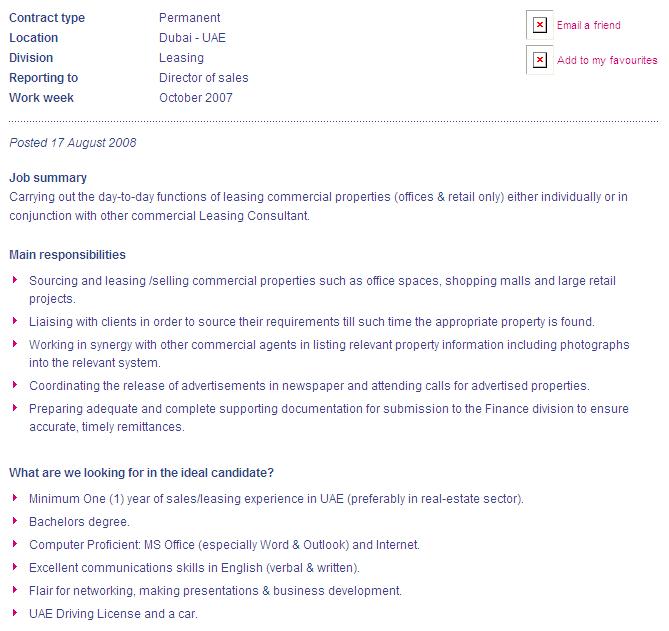 Contract type Permanent
Email a friend
Location Dubai - UAE
Division Leasing
Add to my favourites
Reporting to Director of sales
Work week October 2007
Posted 17 August 2008
Job summary
Carrying out the day-to-day functions of leasing commercial properties (offices & retail only) either individually or in
conjunction with other commercial Leasing Consultant.
Main responsibilities
Sourcing and leasing /selling commercial properties such as office spaces, shopping malls and large retail
projects.
Liaising with clients in order to source their requirements till such time the appropriate property is found.
Working in synergy with other commercial agents in listing relevant property information including photographs
into the relevant system.
Coordinating the release of advertisements in newspaper and attending calls for advertised properties.
Preparing adequate and complete supporting documentation for submission to the Finance division to ensure
accurate, timely remittances.
What are we looking for in the ideal candidate?
Minimum One (1) year of sales/leasing experience in UAE (preferably in real-estate sector).
Bachelors degree.
Computer Proficient: MS Office (especially Word & Outlook) and Internet.
Excellent communications skills in English (verbal & written).
Flair for networking, making presentations & business development.
UAE Driving License and a car.